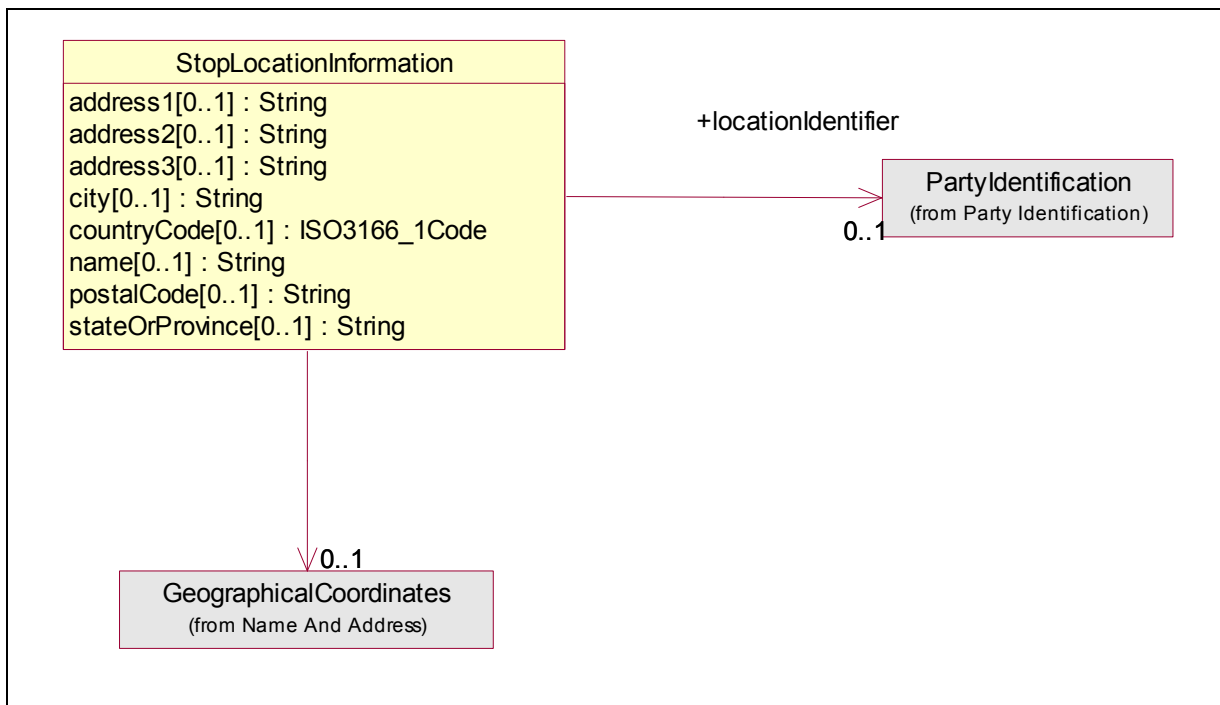 StopLocationInformation
address1[0..1] : String
address2[0..1] : String
address3[0..1] : String
city[0..1] : String
countryCode[0..1] : ISO3166_1Code
name[0..1] : String
postalCode[0..1] : String
stateOrProvince[0..1] : String
+locationIdentifier
PartyIdentification
(from Party Identification)
0..1
0..1
GeographicalCoordinates
(from Name And Address)